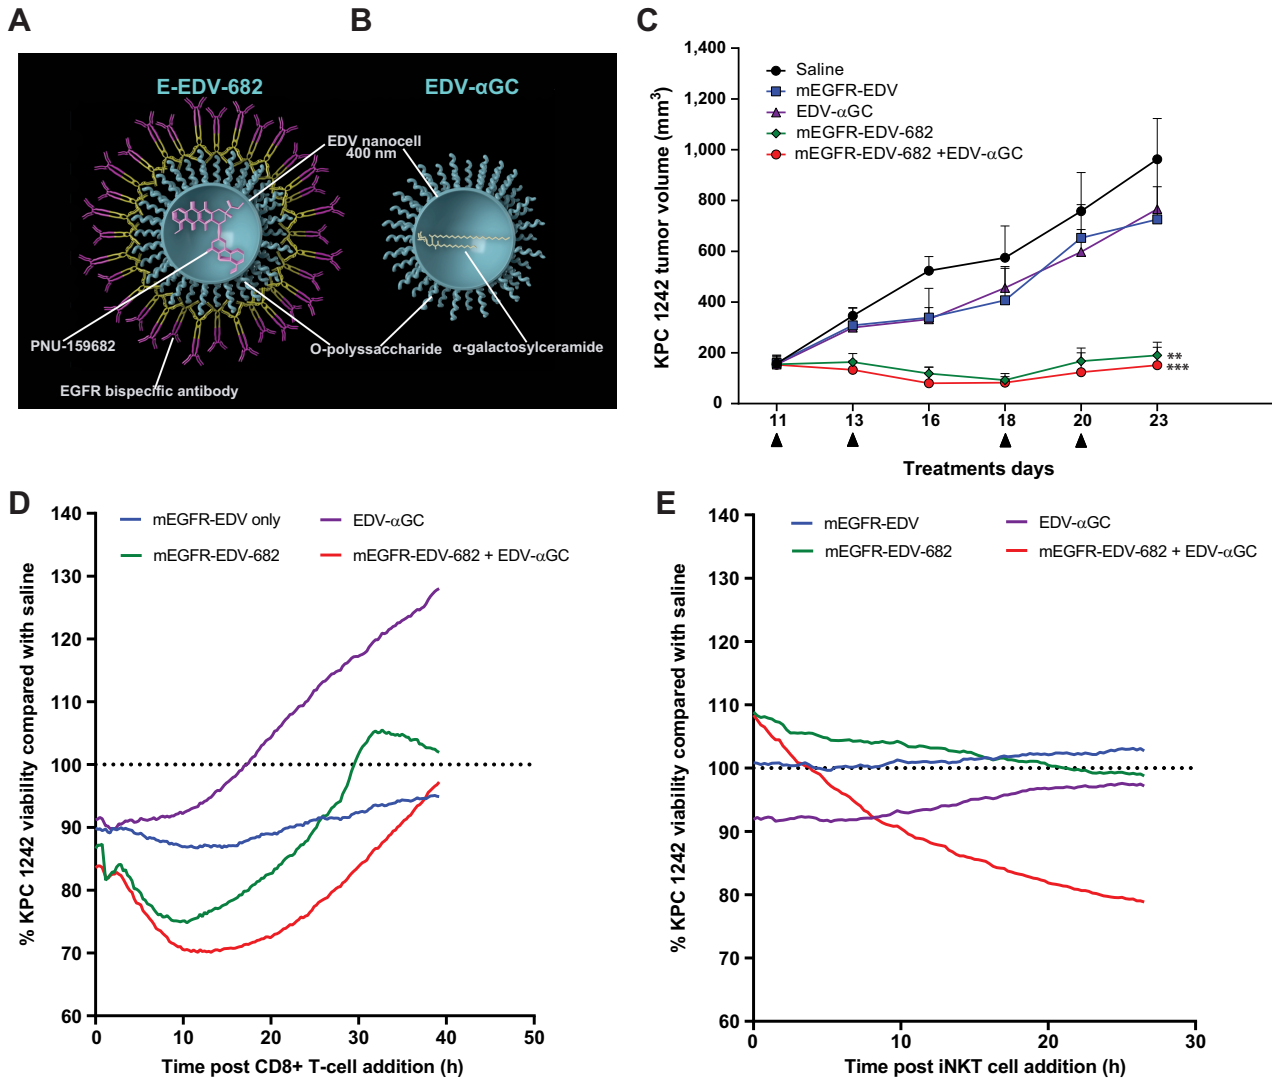 A
B
C
E-EDV-682
EDV-αGC
EDV nanocell
400 nm
PNU-159682
O-polyssaccharide
α-galactosylceramide
EGFR bispecific antibody
KPC 1242 tumor volume (mm³)
1,400
1,200
1,000
800
600
400
200
0
Saline
mEGFR-EDV
EDV-αGC
mEGFR-EDV-682
mEGFR-EDV-682 +EDV-αGC
**
***
11
13
16
18
20
23
Treatments days
D
% KPC 1242 viability compared with saline
140
130
120
110
100
90
80
70
60
mEGFR-EDV only
EDV-αGC
mEGFR-EDV-682
mEGFR-EDV-682 + EDV-αGC
0
10
20
30
40
50
Time post CD8+ T-cell addition (h)
E
% KPC 1242 viability compared with saline
140
130
120
110
100
90
80
70
60
mEGFR-EDV
EDV-αGC
mEGFR-EDV-682
mEGFR-EDV-682 + EDV-αGC
0
10
20
30
Time post iNKT cell addition (h)